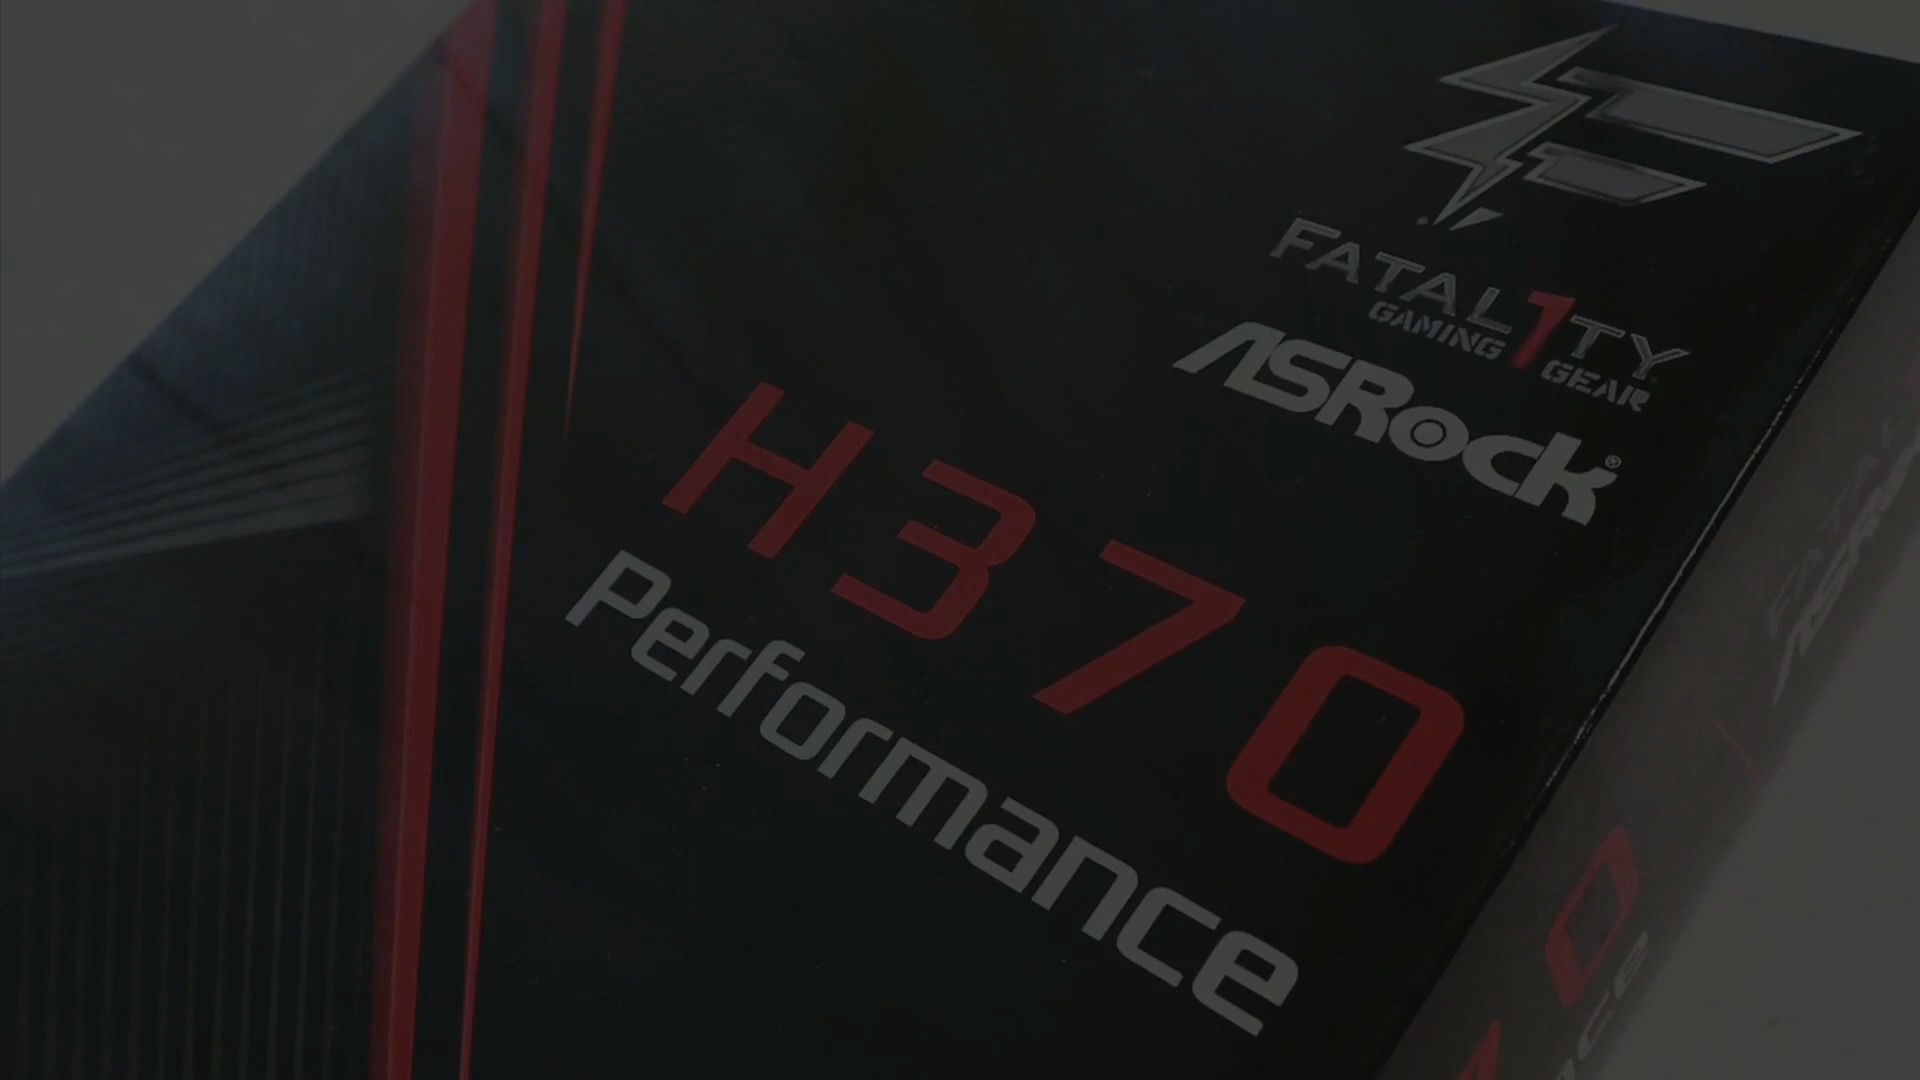 FATAL1TY
GAMING GEAR
ASRock®
H370
Performance